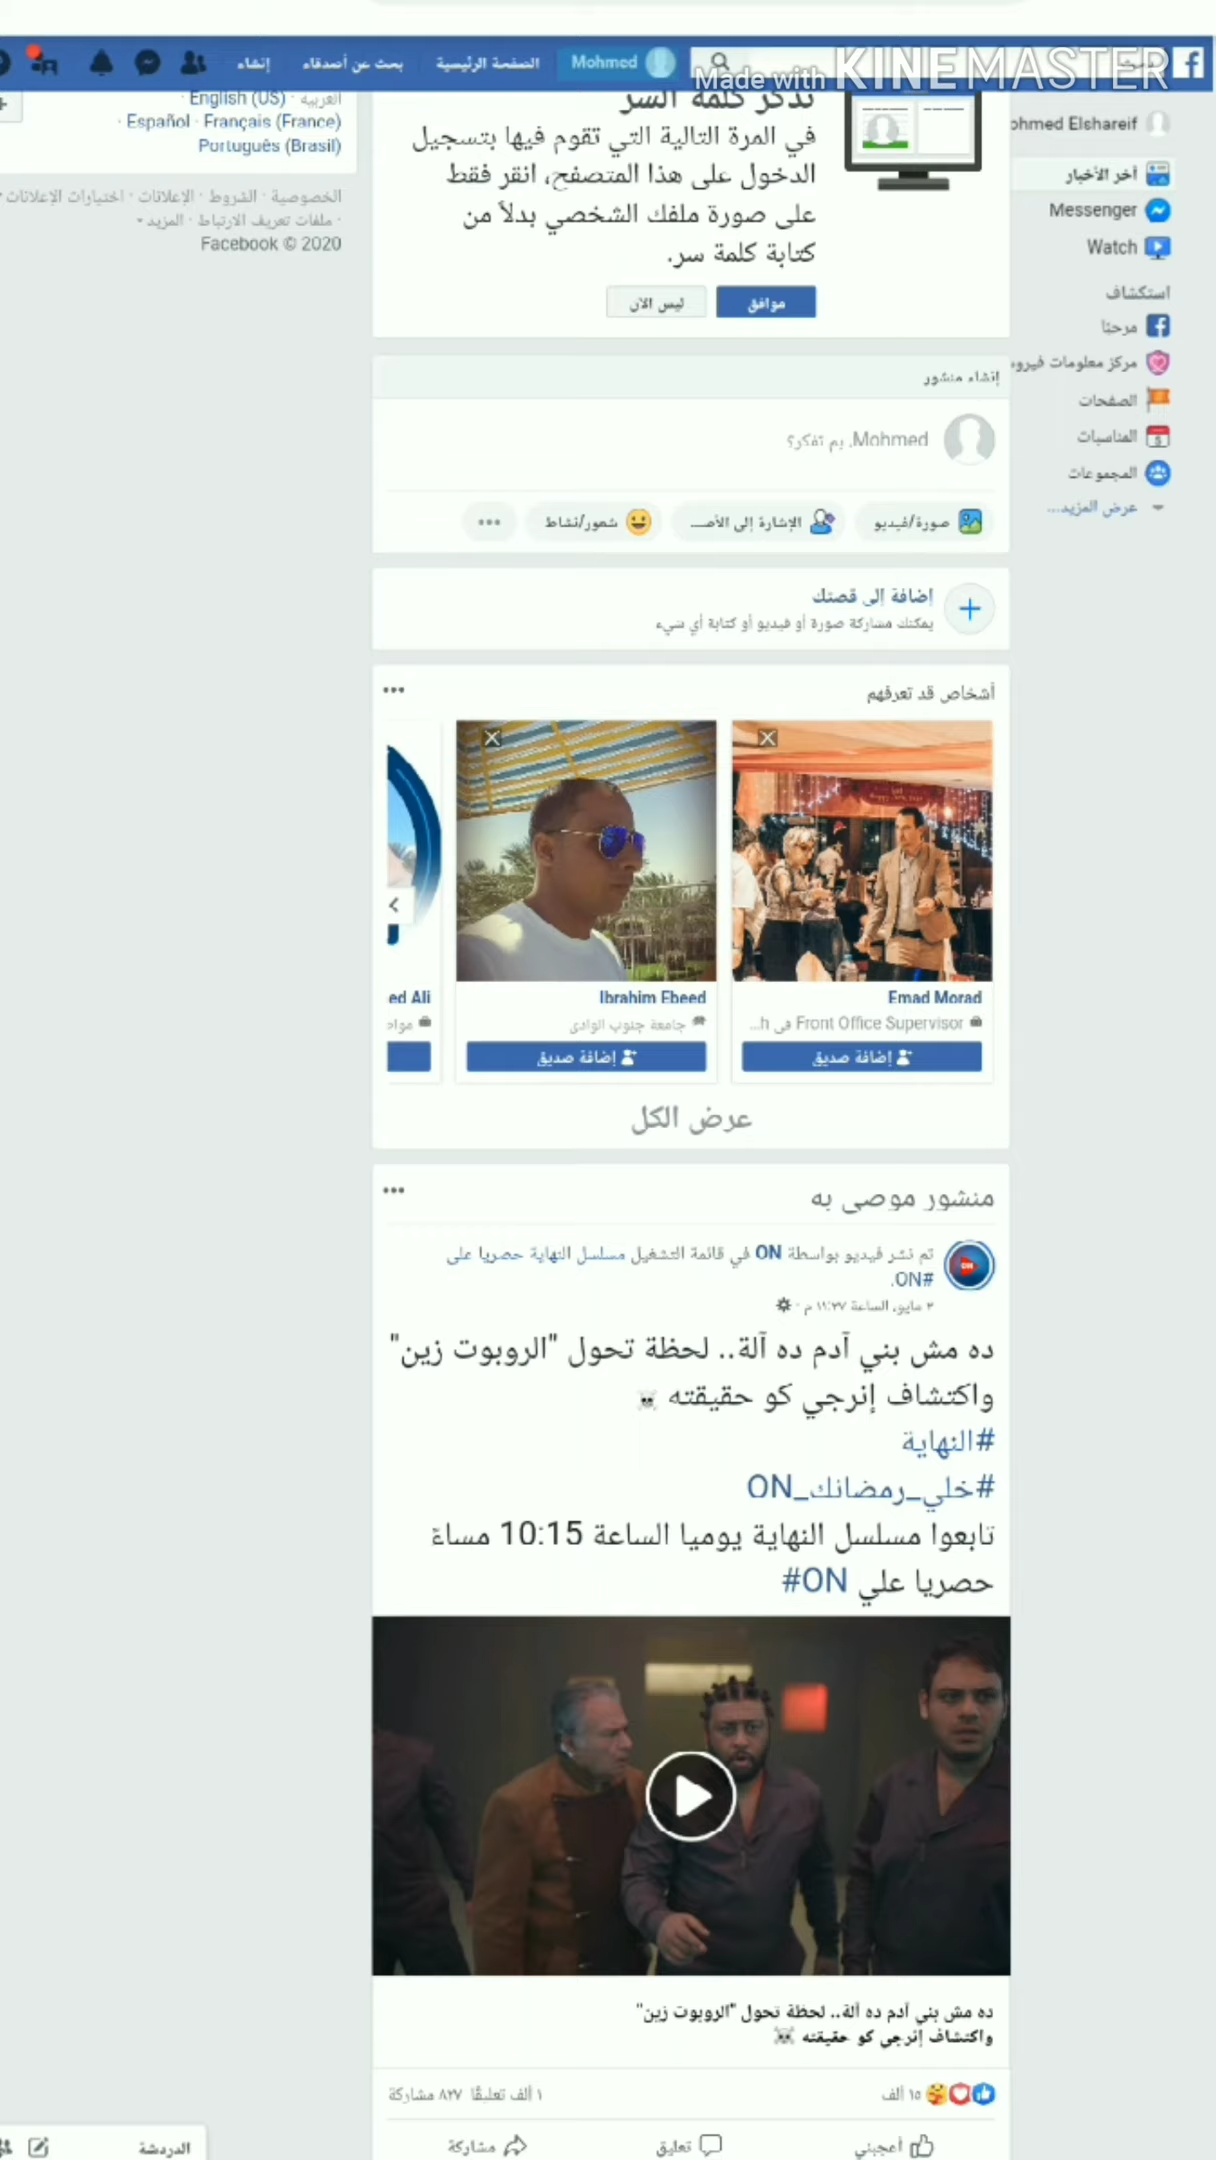 Made with KINEMASTER
Mohmed
الصفحة الرئيسية
بحث عن أصدقاء
إنشاء
ohmed Elshareif
آخر الأخبار
Messenger
Watch
استكشاف
مرحبًا
مركز معلومات فيرو
الصفحات
المناسبات
المجموعات
عرض المزيد...
تذكر كلمة السر
في المرة التالية التي تقوم فيها بتسجيل
الدخول على هذا المتصفح، انقر فقط
على صورة ملفك الشخصي بدلاً من
كتابة كلمة سر.
موافق
ليس الآن
إنشاء منشور
Mohmed، بم تفكر؟
صورة/فيديو
الإشارة إلى الأصـ...
شعور/نشاط
إضافة إلى قصتك
يمكنك مشاركة صورة أو فيديو أو كتابة أي شيء
أشخاص قد تعرفهم
Emad Morad
Front Office Supervisor في h...
إضافة صديق
Ibrahim Ebeed
جامعة جنوب الوادى
إضافة صديق
ed Ali
مواه
عرض الكل
منشور موصى به
تم نشر فيديو بواسطة ON في قائمة التشغيل مسلسل النهاية حصريا على
#ON.
٣ مايو، الساعة ١١:٣٧ م ·
ده مش بني آدم ده آلة.. لحظة تحول "الروبوت زين"
واكتشاف إنرجي كو حقيقته ☠
#النهاية
#خلي_رمضانك_ON
تابعوا مسلسل النهاية يوميا الساعة 10:15 مساءً
حصريا علي ON#
ده مش بني آدم ده آلة.. لحظة تحول "الروبوت زين"
واكتشاف إنرجي كو حقيقته ☠
١٥ ألف
١ ألف تعليقًا ٨٢٧ مشاركة
أعجبني
تعليق
مشاركة
العربية · English (US) ·
Español · Français (France) ·
Português (Brasil)
الخصوصية · الشروط · الإعلانات · اختيارات الإعلانات
· ملفات تعريف الارتباط · المزيد
Facebook © 2020
الدردشة